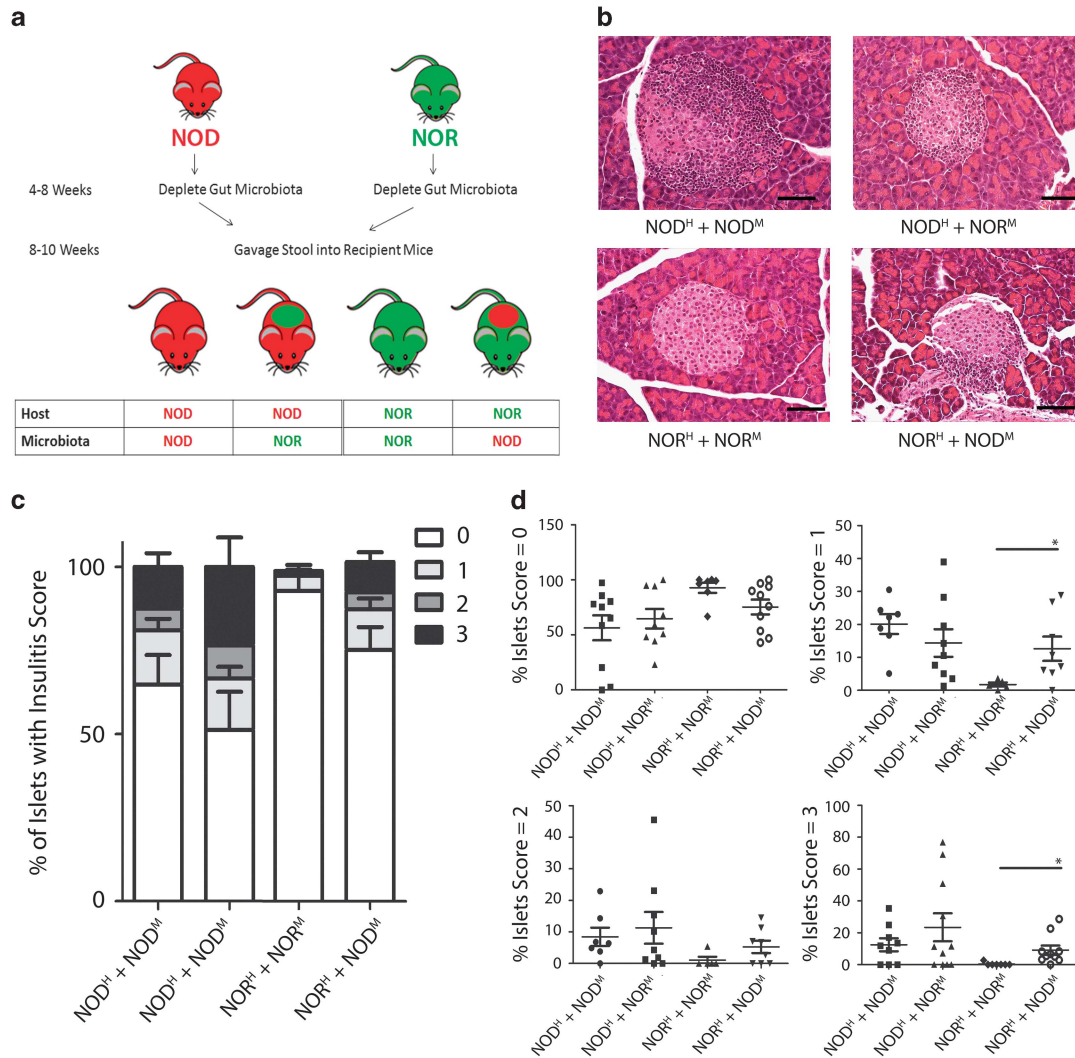 a
NOD NOR
4-8 Weeks Deplete Gut Microbiota Deplete Gut Microbiota
8-10 Weeks Gavage Stool into Recipient Mice
Host NOD NOD NOR NOR
Microbiota NOD NOR NOR NOD
b
NODᴴ + NODᴹ NODᴴ + NORᴹ
NORᴴ + NORᴹ NORᴴ + NODᴹ
c
% of Islets with Insulitis Score
100
50
0
0
1
2
3
NODᴴ + NODᴹ
NODᴴ + NODᴹ
NORᴴ + NORᴹ
NORᴴ + NODᴹ
d
% Islets Score = 0
150
100
50
0
NODᴴ + NODᴹ
NODᴴ + NORᴹ
NORᴴ + NORᴹ
NORᴴ + NODᴹ
% Islets Score = 1
50
40
30
20
10
0
*
NODᴴ + NODᴹ
NODᴴ + NORᴹ
NORᴴ + NORᴹ
NORᴴ + NODᴹ
% Islets Score = 2
50
40
30
20
10
0
NODᴴ + NODᴹ
NODᴴ + NORᴹ
NORᴴ + NORᴹ
NORᴴ + NODᴹ
% Islets Score = 3
100
80
60
40
20
0
*
NODᴴ + NODᴹ
NODᴴ + NORᴹ
NORᴴ + NORᴹ
NORᴴ + NODᴹ